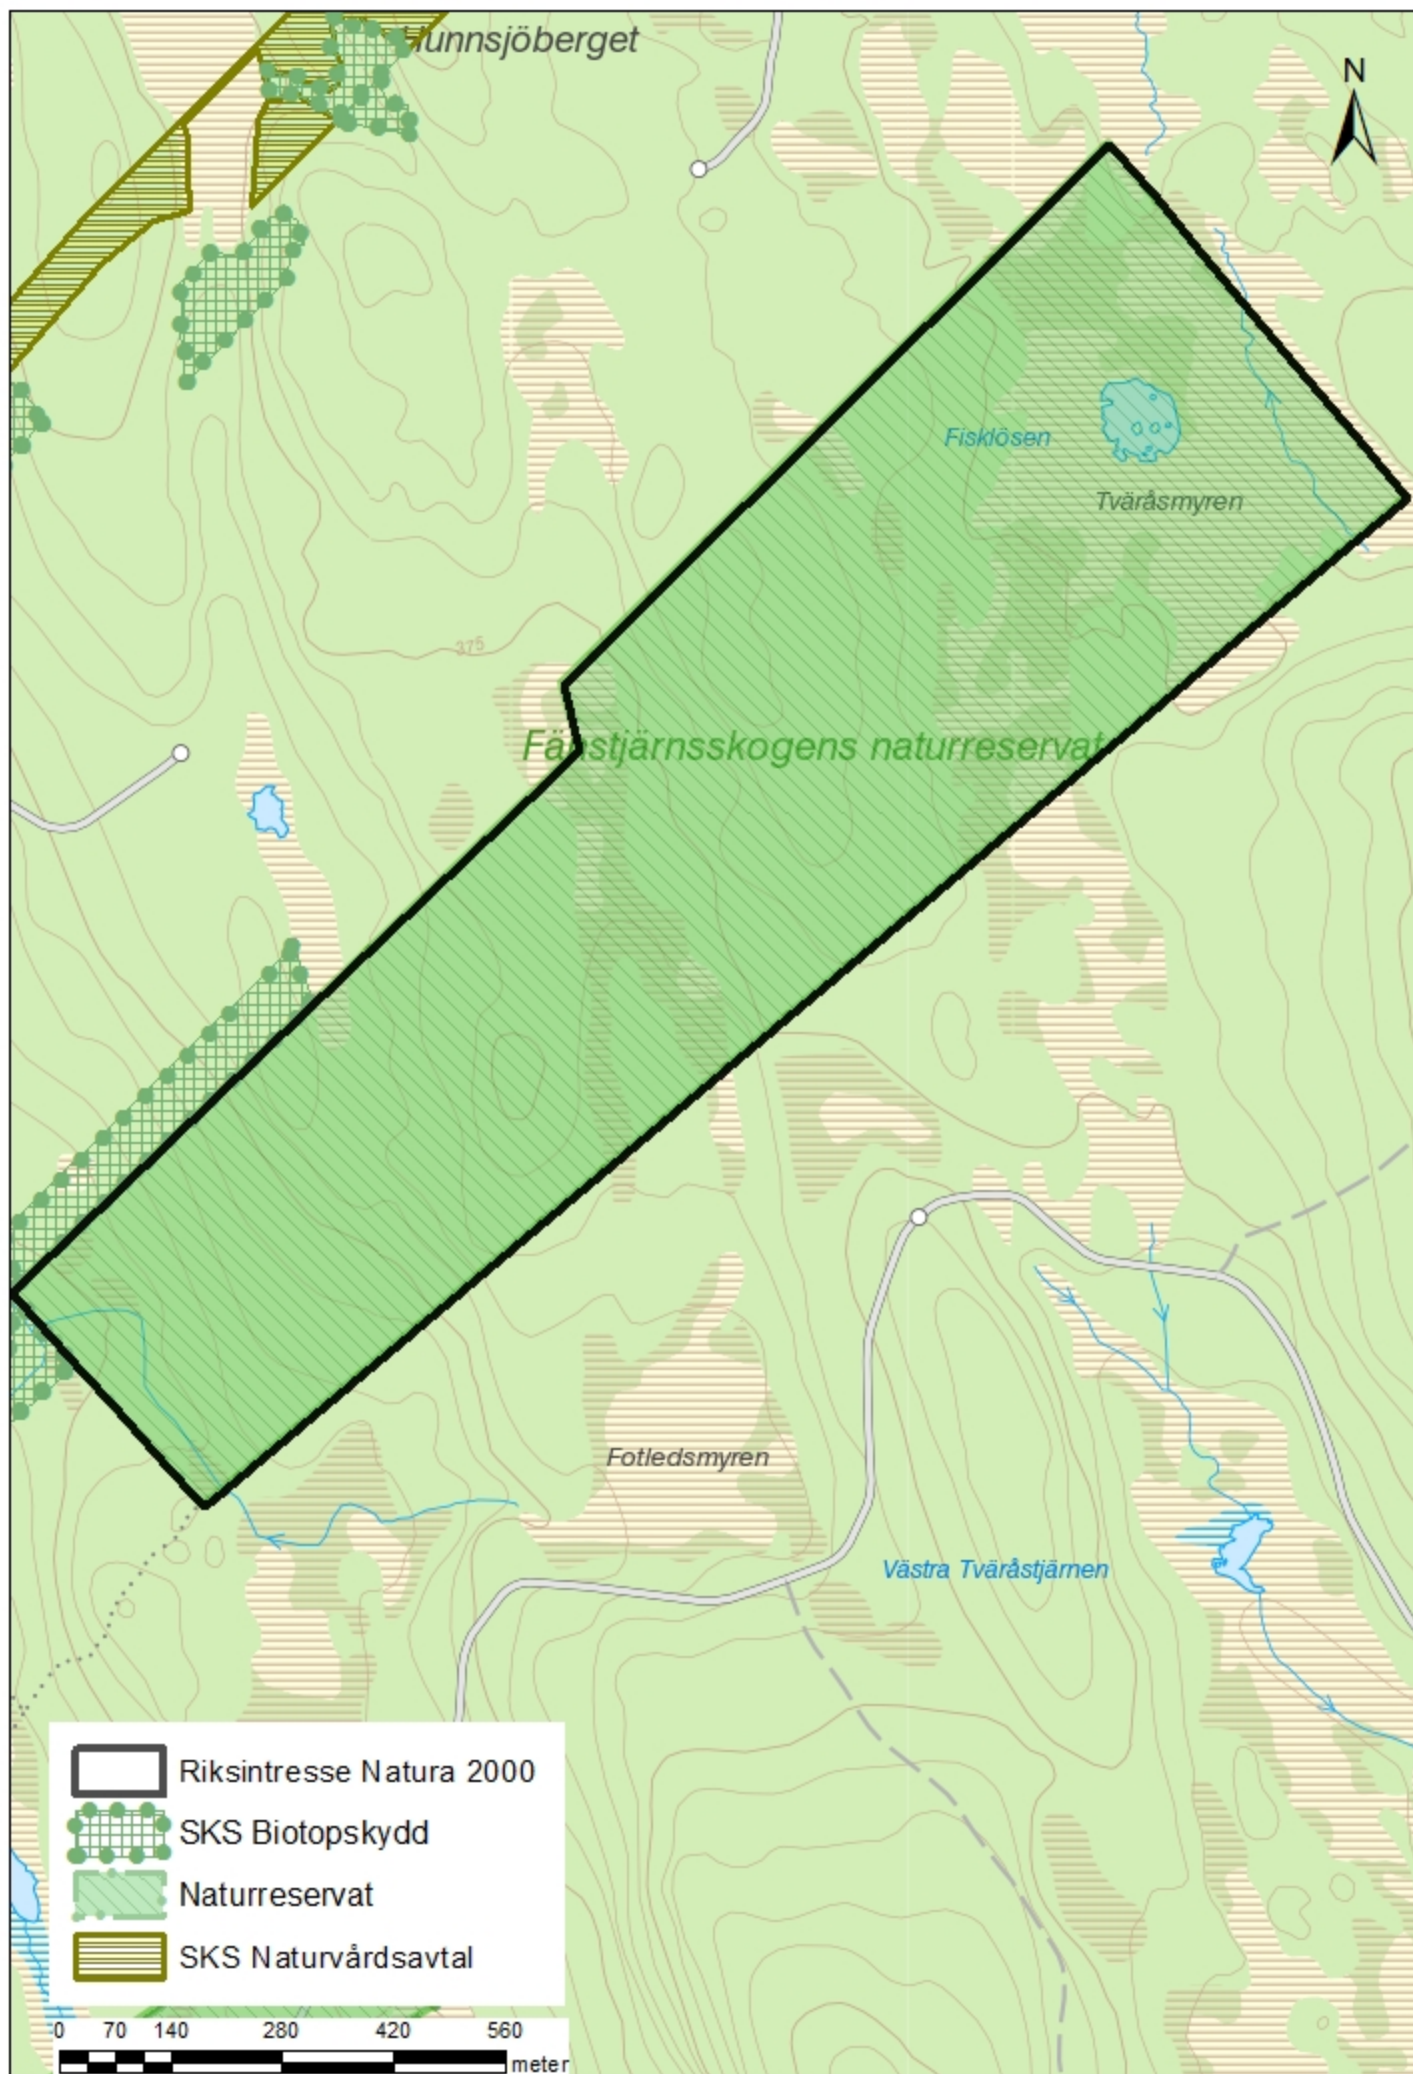 Hunnsjöberget
N
Fisklösen
Tväråsmyren
375
Fänstjärnsskogens naturreservat
Fotledsmyren
Västra Tväråstjärnen
Riksintresse Natura 2000
SKS Biotopskydd
Naturreservat
SKS Naturvårdsavtal
0 70 140 280 420 560
meter